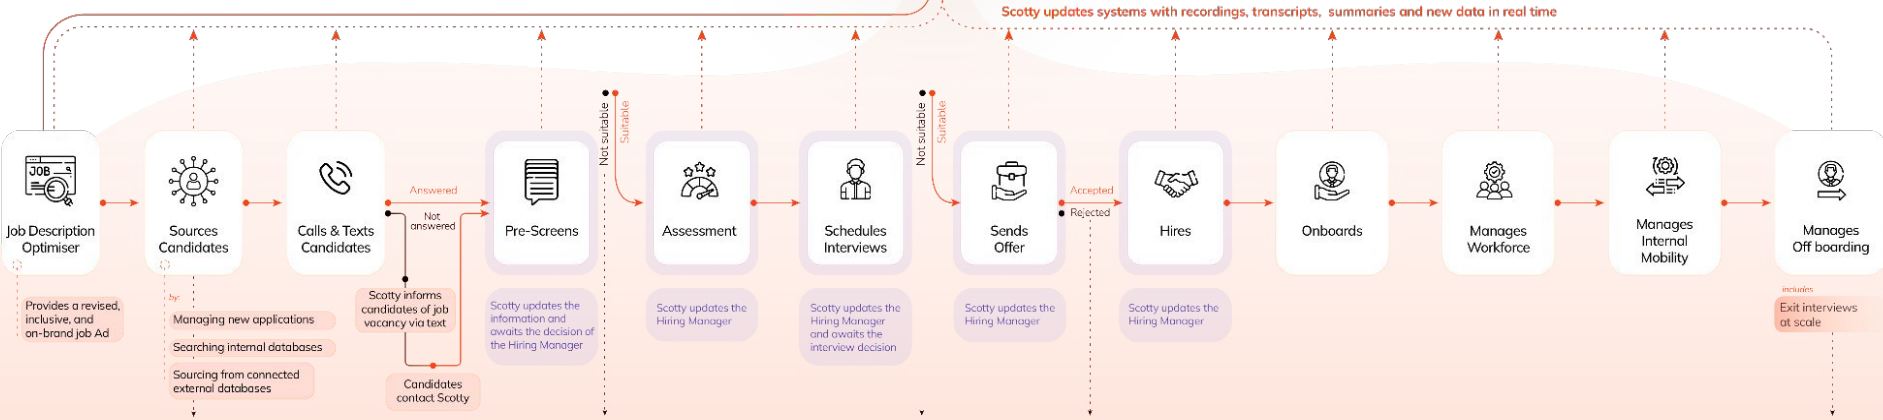 Scotty updates systems with recordings, transcripts, summaries and new data in real time
JOB
Job Description
Optimiser
Provides a revised,
inclusive, and
on-brand job Ad
Sources
Candidates
by:
Managing new applications
Searching internal databases
Sourcing from connected
external databases
Calls & Texts
Candidates
Answered
Not
answered
Scotty informs
candidates of job
vacancy via text
Candidates
contact Scotty
Pre-Screens
Scotty updates the
information and
awaits the decision of
the Hiring Manager
Not suitable
Suitable
Assessment
Scotty updates the
Hiring Manager
Schedules
Interviews
Scotty updates the
Hiring Manager
and awaits the
interview decision
Not suitable
Suitable
Sends
Offer
Scotty updates the
Hiring Manager
Accepted
Rejected
Hires
Scotty updates the
Hiring Manager
Onboards
Manages
Workforce
Manages
Internal
Mobility
Manages
Off boarding
includes
Exit interviews
at scale